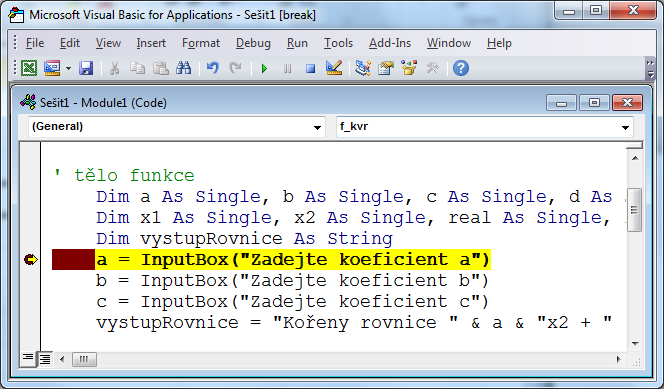 Microsoft Visual Basic for Applications - Sešit1 [break]
File Edit View Insert Format Debug Run Tools Add-Ins Window Help
Sešit1 - Module1 (Code)
(General) f_kvr
' tělo funkce
Dim a As Single, b As Single, c As Single, d As
Dim x1 As Single, x2 As Single, real As Single,
Dim vystupRovnice As String
a = InputBox("Zadejte koeficient a")
b = InputBox("Zadejte koeficient b")
c = InputBox("Zadejte koeficient c")
vystupRovnice = "Kořeny rovnice " & a & "x2 + "